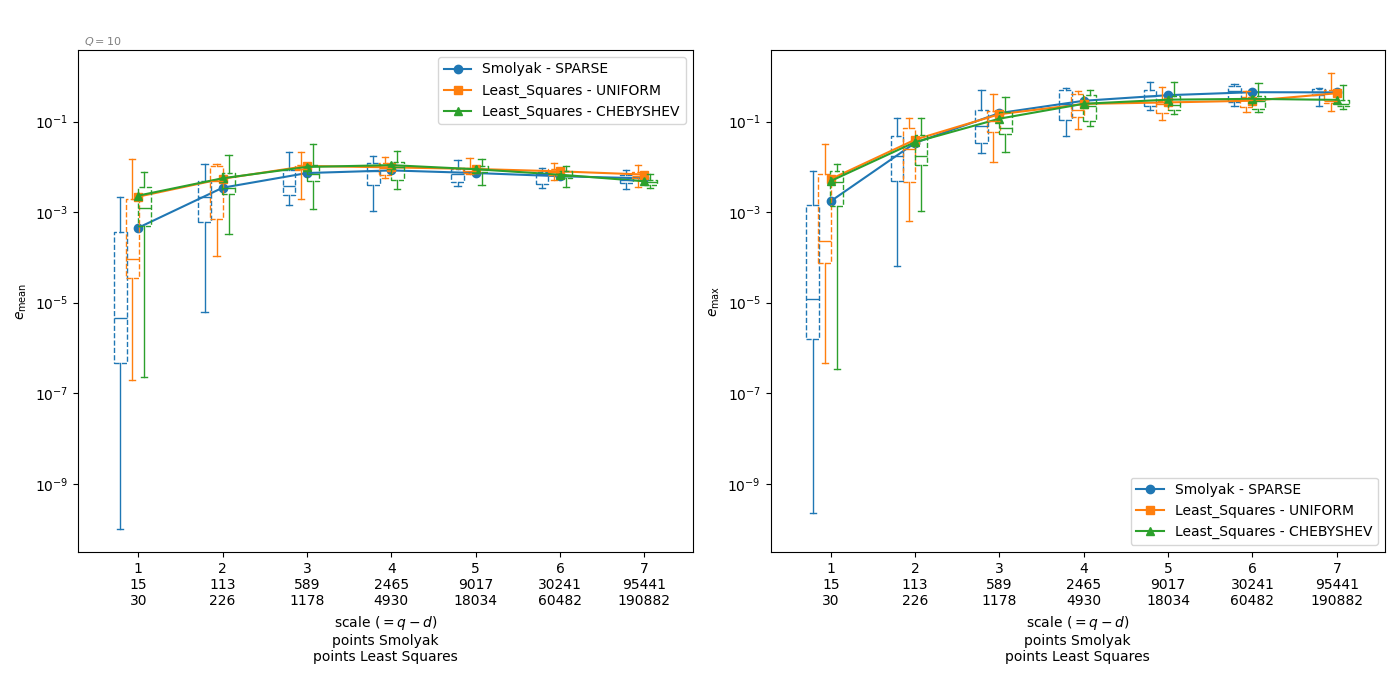 Q = 10
Smolyak - SPARSE
Least_Squares - UNIFORM
Least_Squares - CHEBYSHEV
10⁻¹
10⁻³
10⁻⁵
10⁻⁷
10⁻⁹
e_mean
1 2 3 4 5 6 7
15 113 589 2465 9017 30241 95441
30 226 1178 4930 18034 60482 190882
scale (= q − d)
points Smolyak
points Least Squares
10⁻¹
10⁻³
10⁻⁵
10⁻⁷
10⁻⁹
e_max
Smolyak - SPARSE
Least_Squares - UNIFORM
Least_Squares - CHEBYSHEV
1 2 3 4 5 6 7
15 113 589 2465 9017 30241 95441
30 226 1178 4930 18034 60482 190882
scale (= q − d)
points Smolyak
points Least Squares